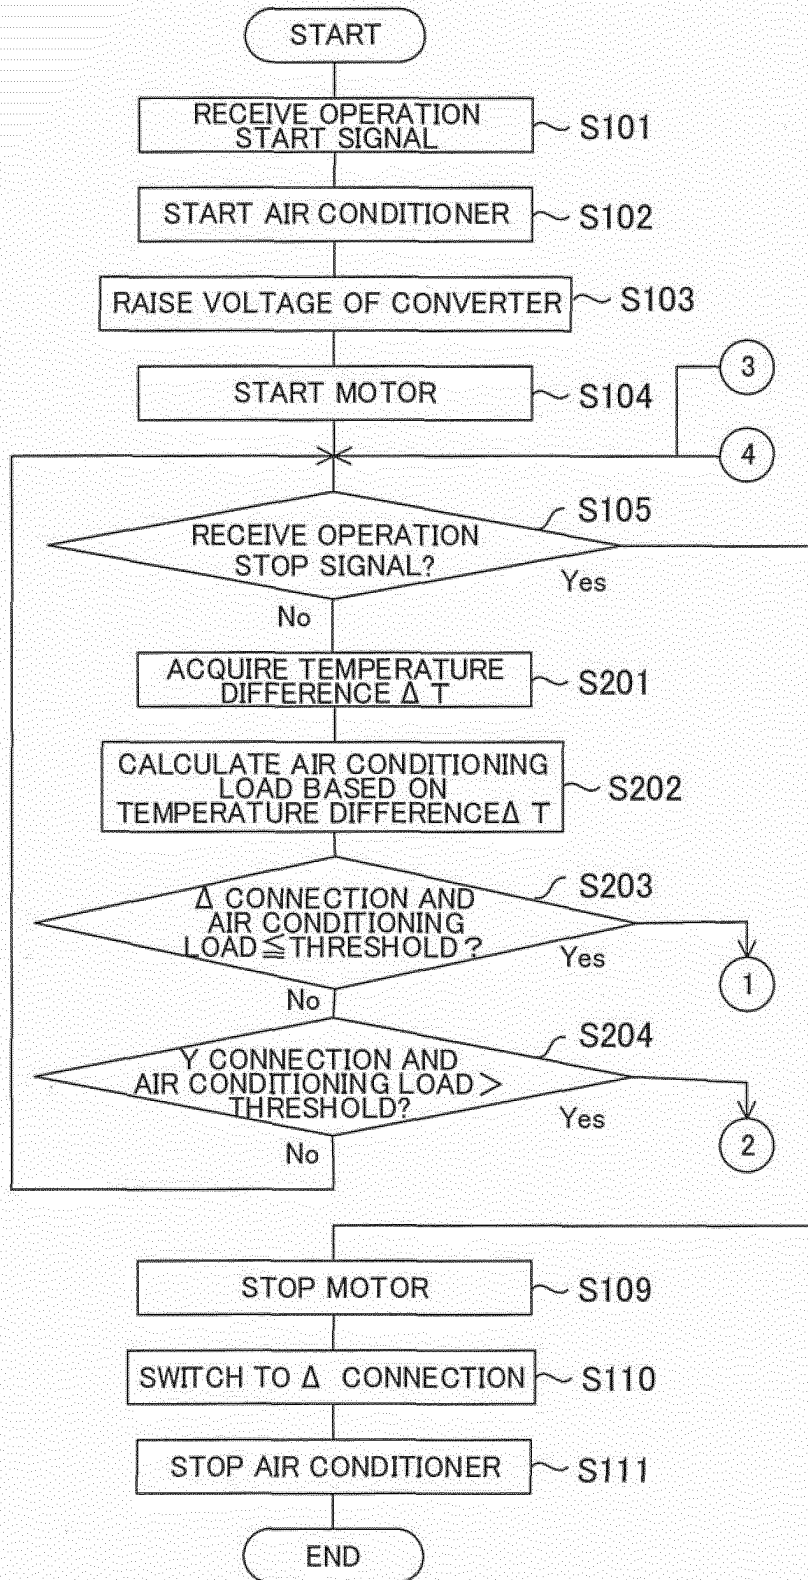 START
RECEIVE OPERATION
START SIGNAL
S101
START AIR CONDITIONER
S102
RAISE VOLTAGE OF CONVERTER
S103
START MOTOR
S104
3
4
S105
RECEIVE OPERATION
STOP SIGNAL?
Yes
No
ACQUIRE TEMPERATURE
DIFFERENCE Δ T
S201
CALCULATE AIR CONDITIONING
LOAD BASED ON
TEMPERATURE DIFFERENCEΔ T
S202
S203
Δ CONNECTION AND
AIR CONDITIONING
LOAD≦THRESHOLD?
Yes
1
No
S204
Y CONNECTION AND
AIR CONDITIONING LOAD>
THRESHOLD?
Yes
2
No
STOP MOTOR
S109
SWITCH TO Δ CONNECTION
S110
STOP AIR CONDITIONER
S111
END